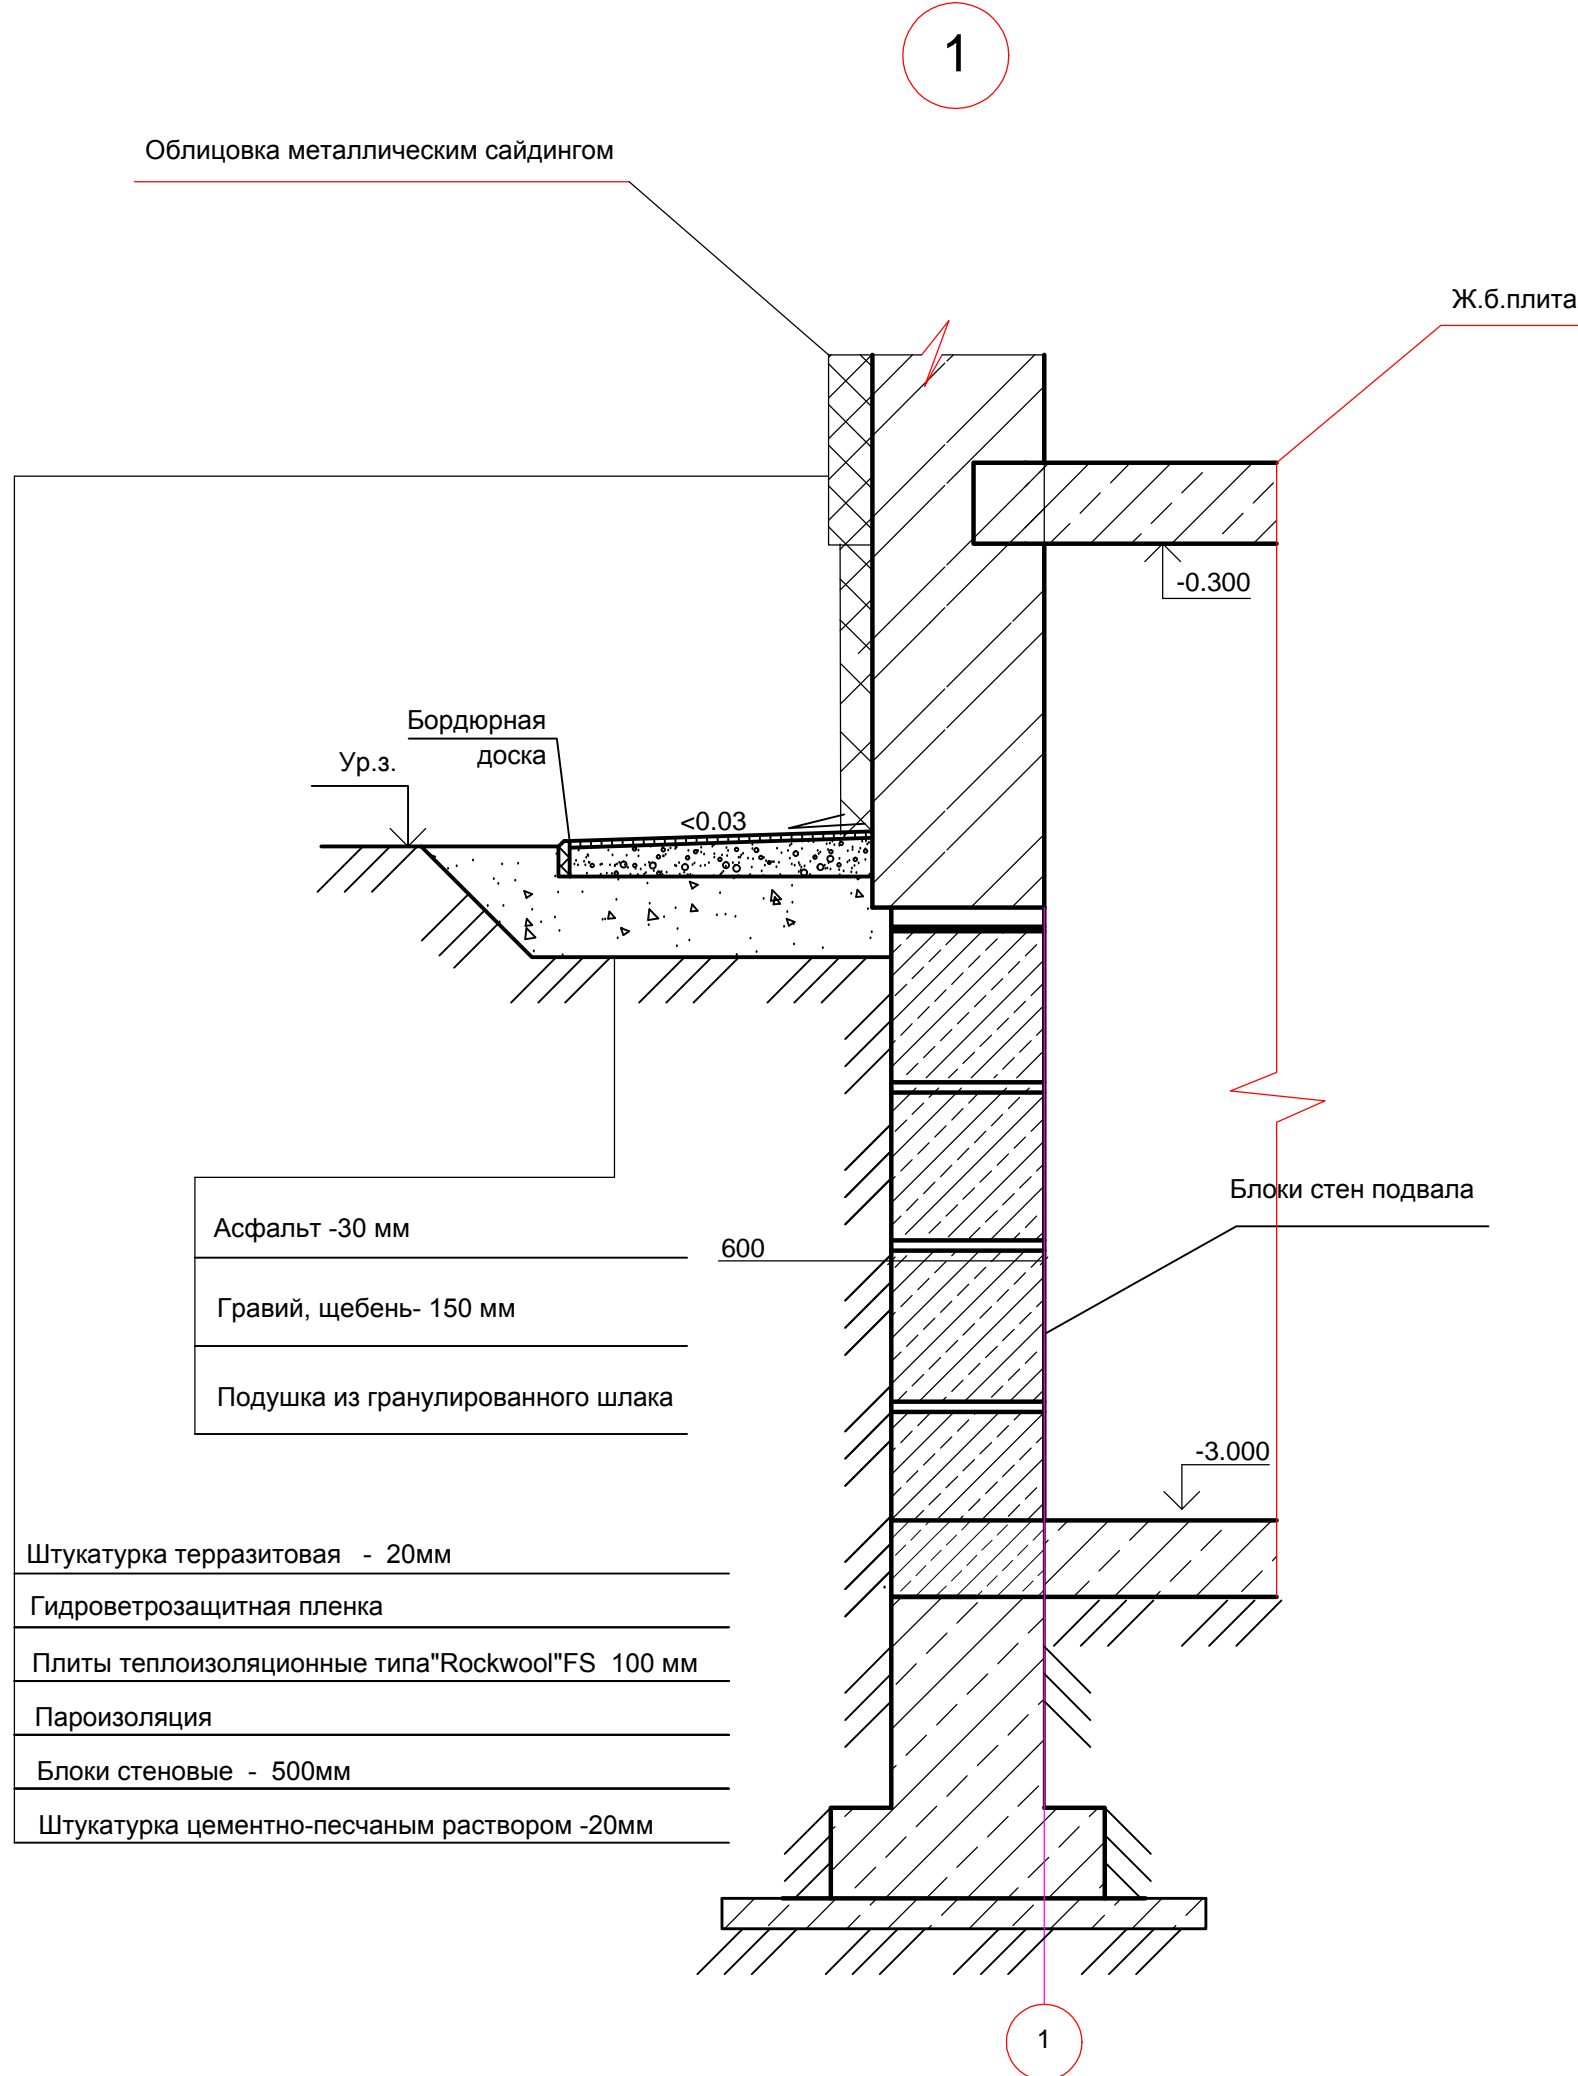 1
Облицовка металлическим сайдингом
Ж.б.плита
-0.300
Бордюрная
доска
Ур.з.
<0.03
Блоки стен подвала
Асфальт -30 мм
600
Гравий, щебень- 150 мм
Подушка из гранулированного шлака
-3.000
Штукатурка терразитовая - 20мм
Гидроветрозащитная пленка
Плиты теплоизоляционные типа"Rockwool"FS 100 мм
Пароизоляция
Блоки стеновые - 500мм
Штукатурка цементно-песчаным раствором -20мм
1